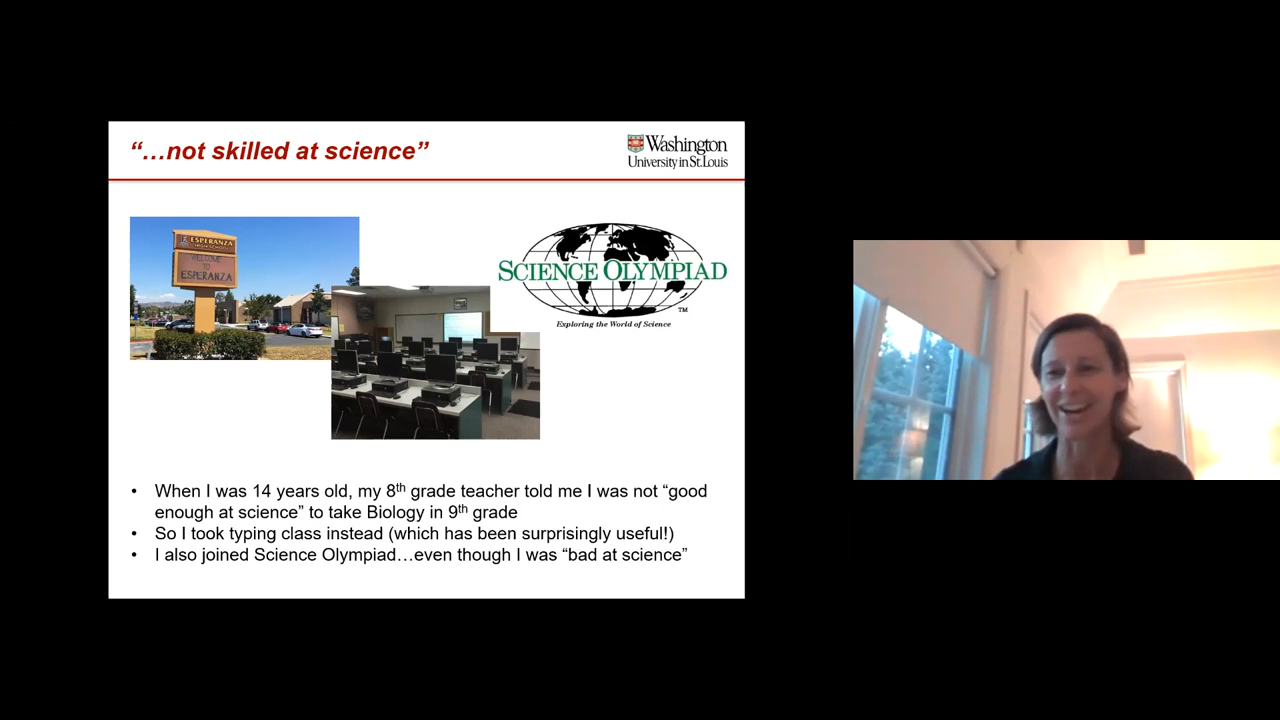 “…not skilled at science”
Washington
University in St. Louis
ESPERANZA
HIGH SCHOOL
WELCOME
TO
ESPERANZA
SCIENCE OLYMPIAD
TM
Exploring the World of Science
• When I was 14 years old, my 8th grade teacher told me I was not “good
enough at science” to take Biology in 9th grade
• So I took typing class instead (which has been surprisingly useful!)
• I also joined Science Olympiad…even though I was “bad at science”